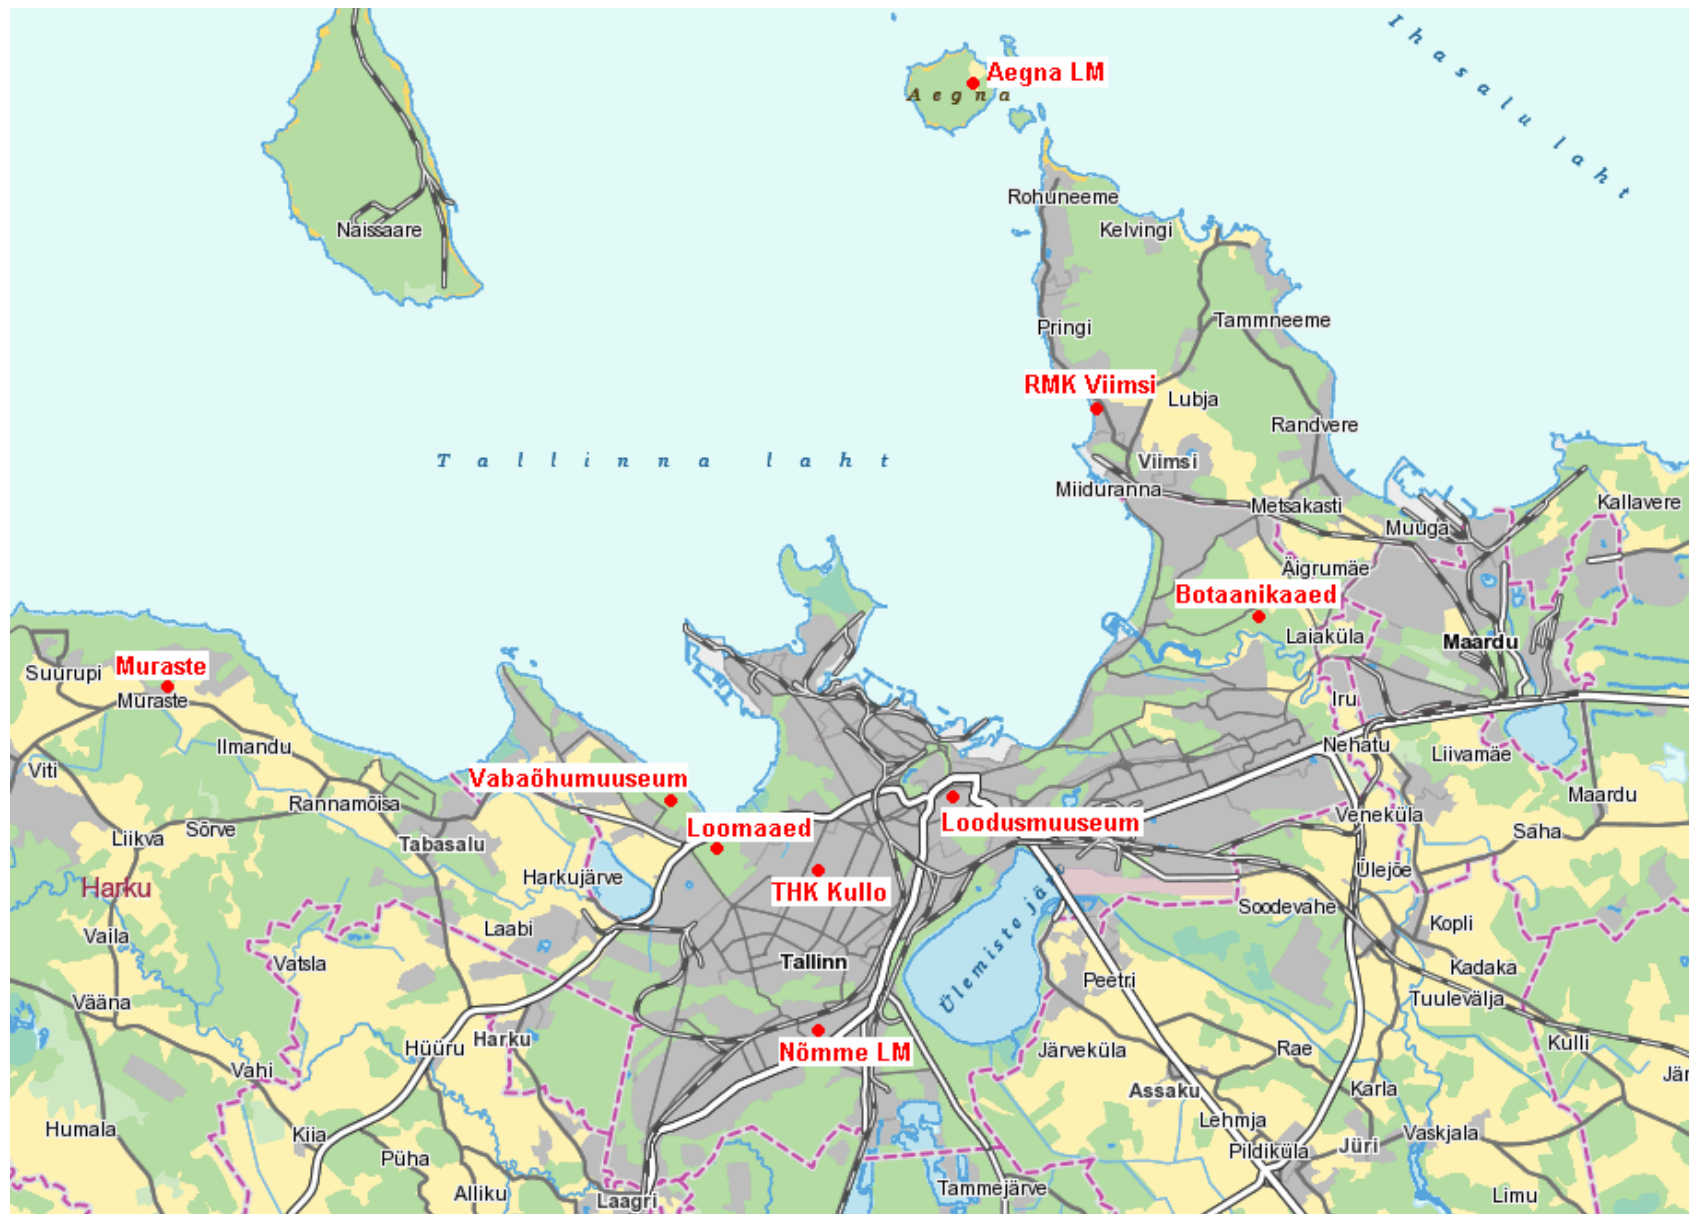 Ihasalu laht
Aegna LM
Aegna
Rohuneeme
Naissaare
Kelvingi
Pringi
Tammneeme
RMK Viimsi
Lubja
Randvere
Tallinna laht
Viimsi
Miiduranna
Metsakasti
Kallavere
Muuga
Äigrumäe
Botaanikaaed
Laiaküla
Maardu
Muraste
Suurupi
Muraste
Iru
Ilmandu
Nehatu
Liivamäe
Viti
Vabaõhumuuseum
Rannamõisa
Maardu
Sõrve
Liikva
Loomaaed
Loodusmuuseum
Veneküla
Saha
Tabasalu
Harkujärve
Ülejõe
Harku
THK Kullo
Soodevahe
Kopli
Laabi
Vaila
Vatsla
Tallinn
Ülemiste järv
Kadaka
Peetri
Vääna
Tuulevälja
Harku
Hüüru
Nõmme LM
Järveküla
Rae
Külli
Vahi
Jär
Assaku
Karla
Lehmja
Humala
Kiia
Vaskjala
Jüri
Pildiküla
Püha
Alliku
Laagri
Tammejärve
Limu